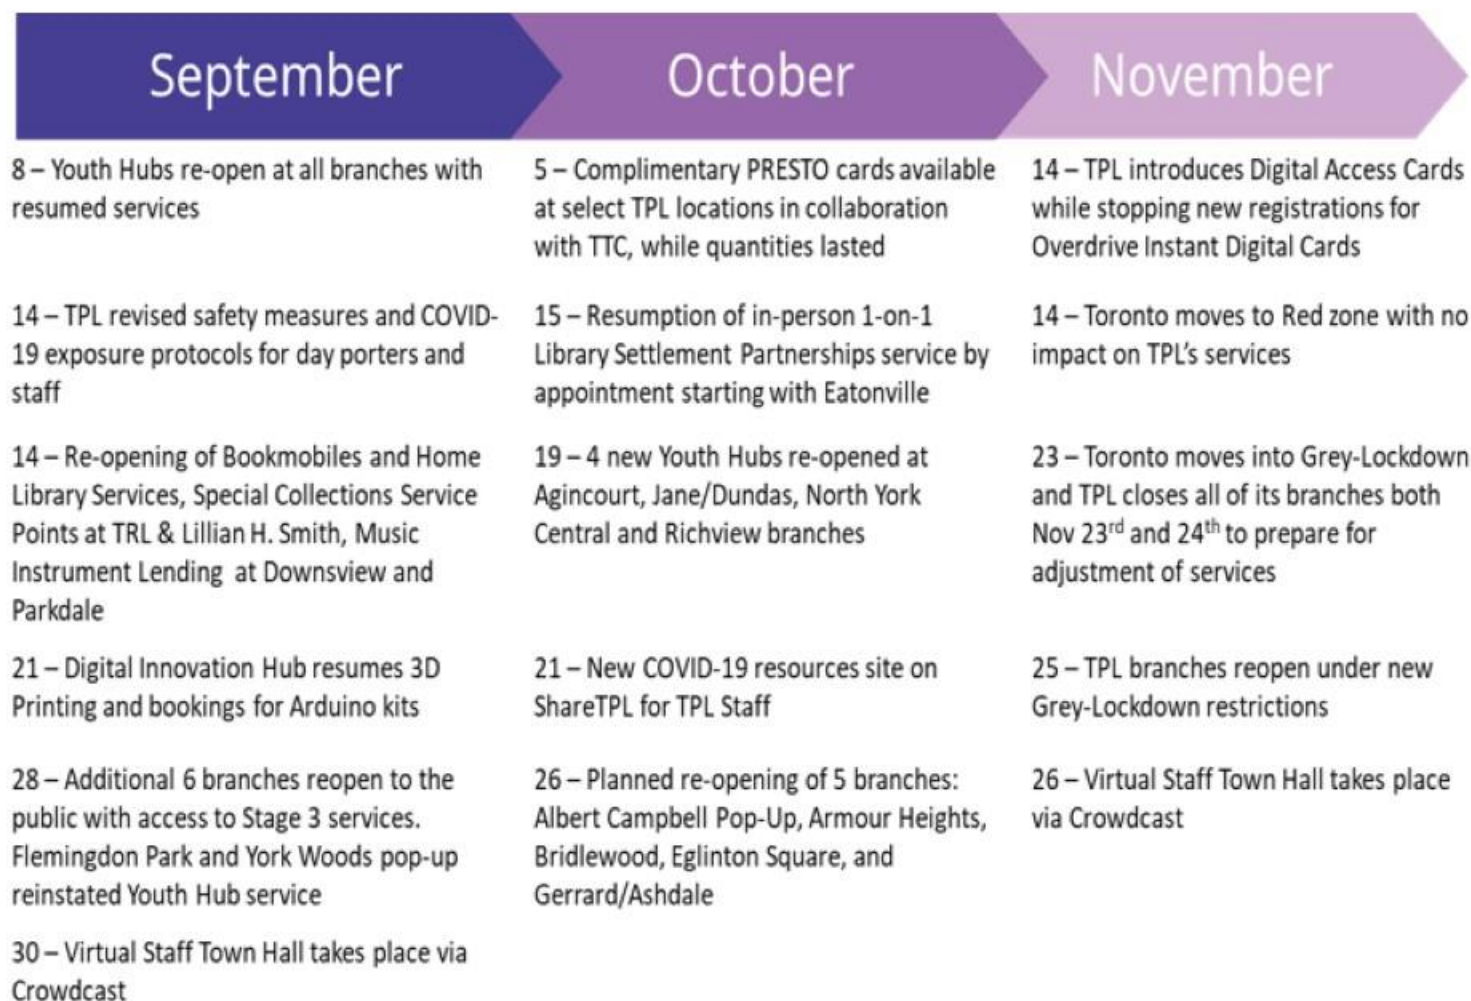 September
October
November
8 – Youth Hubs re-open at all branches with
resumed services
14 – TPL revised safety measures and COVID-
19 exposure protocols for day porters and
staff
14 – Re-opening of Bookmobiles and Home
Library Services, Special Collections Service
Points at TRL & Lillian H. Smith, Music
Instrument Lending at Downsview and
Parkdale
21 – Digital Innovation Hub resumes 3D
Printing and bookings for Arduino kits
28 – Additional 6 branches reopen to the
public with access to Stage 3 services.
Flemingdon Park and York Woods pop-up
reinstated Youth Hub service
30 – Virtual Staff Town Hall takes place via
Crowdcast
5 – Complimentary PRESTO cards available
at select TPL locations in collaboration
with TTC, while quantities lasted
15 – Resumption of in-person 1-on-1
Library Settlement Partnerships service by
appointment starting with Eatonville
19 – 4 new Youth Hubs re-opened at
Agincourt, Jane/Dundas, North York
Central and Richview branches
21 – New COVID-19 resources site on
ShareTPL for TPL Staff
26 – Planned re-opening of 5 branches:
Albert Campbell Pop-Up, Armour Heights,
Bridlewood, Eglinton Square, and
Gerrard/Ashdale
14 – TPL introduces Digital Access Cards
while stopping new registrations for
Overdrive Instant Digital Cards
14 – Toronto moves to Red zone with no
impact on TPL's services
23 – Toronto moves into Grey-Lockdown
and TPL closes all of its branches both
Nov 23rd and 24th to prepare for
adjustment of services
25 – TPL branches reopen under new
Grey-Lockdown restrictions
26 – Virtual Staff Town Hall takes place
via Crowdcast